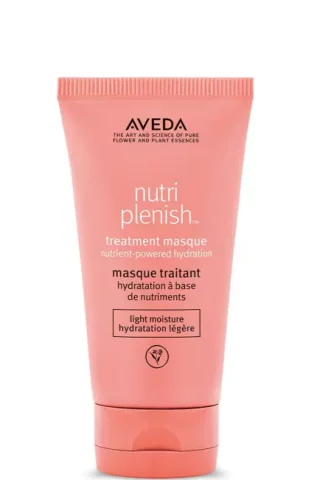 AVEDA
THE ART AND SCIENCE OF PURE
FLOWER AND PLANT ESSENCES
nutri
plenish™
treatment masque
nutrient-powered hydration
masque traitant
hydratation à base
de nutriments
light moisture
hydratation légère